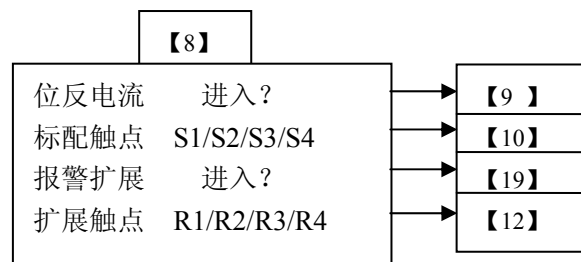 【8】
位反电流 进入? 【9 】
标配触点 S1/S2/S3/S4 【10】
报警扩展 进入? 【19】
扩展触点 R1/R2/R3/R4 【12】